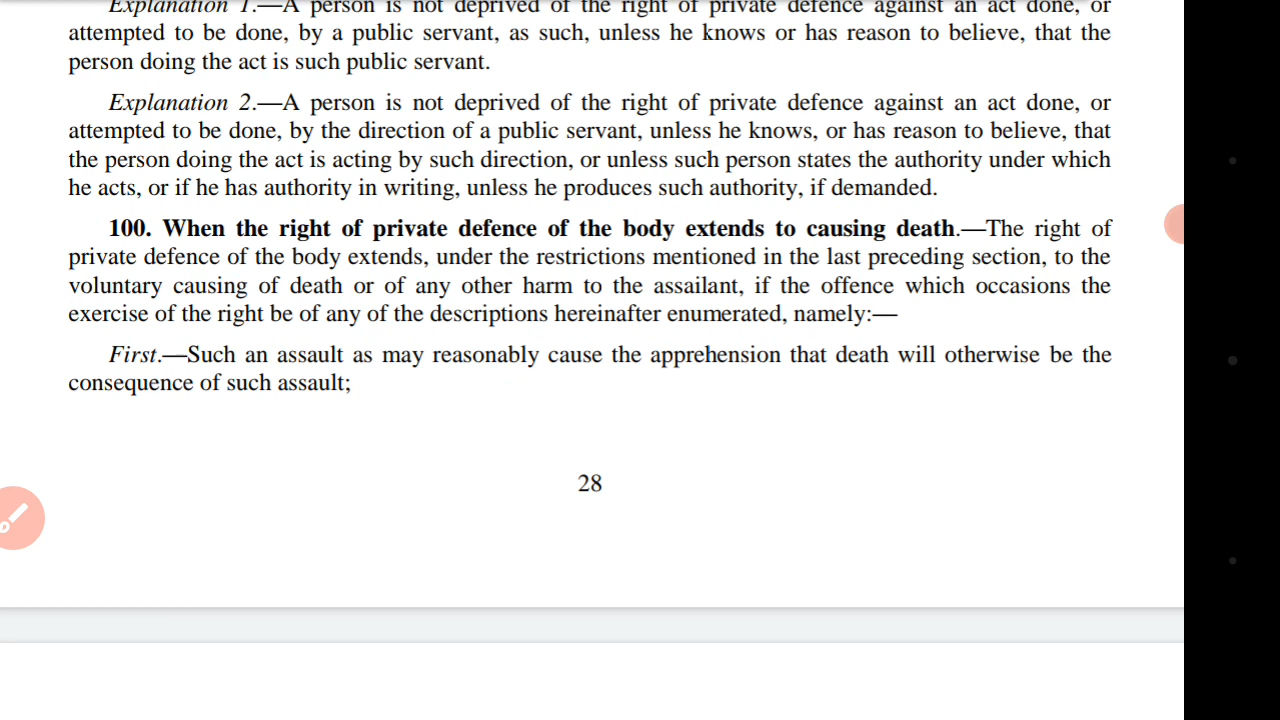 Explanation 1.—A person is not deprived of the right of private defence against an act done, or
attempted to be done, by a public servant, as such, unless he knows or has reason to believe, that the
person doing the act is such public servant.
Explanation 2.—A person is not deprived of the right of private defence against an act done, or
attempted to be done, by the direction of a public servant, unless he knows, or has reason to believe, that
the person doing the act is acting by such direction, or unless such person states the authority under which
he acts, or if he has authority in writing, unless he produces such authority, if demanded.
100. When the right of private defence of the body extends to causing death.—The right of
private defence of the body extends, under the restrictions mentioned in the last preceding section, to the
voluntary causing of death or of any other harm to the assailant, if the offence which occasions the
exercise of the right be of any of the descriptions hereinafter enumerated, namely:—
First.—Such an assault as may reasonably cause the apprehension that death will otherwise be the
consequence of such assault;
28